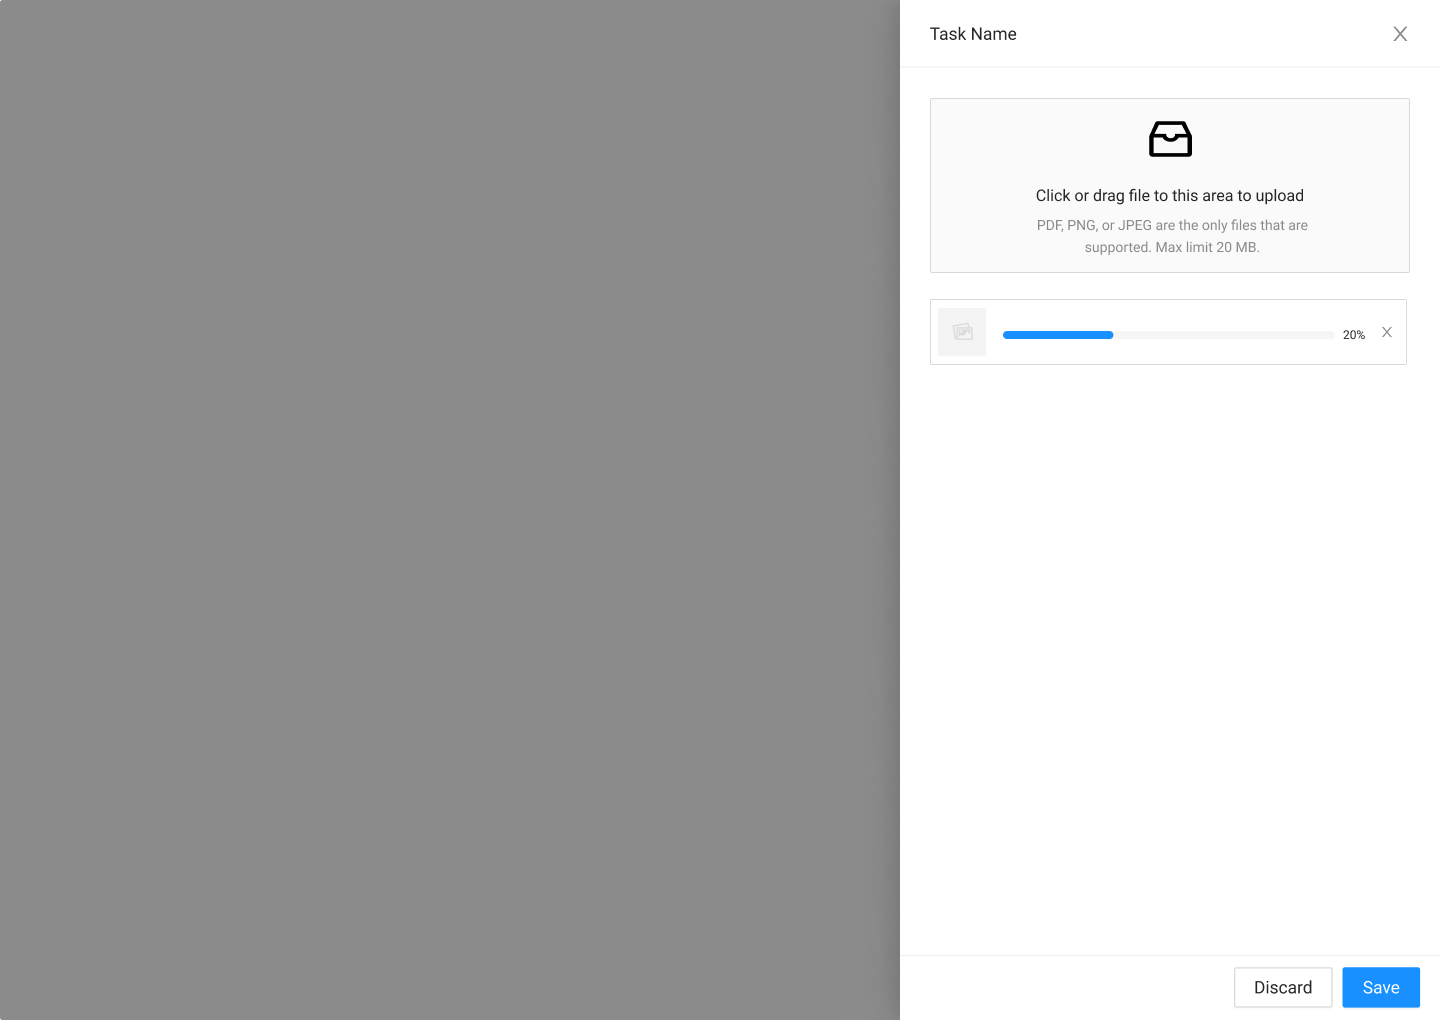 Task Name
Click or drag file to this area to upload
PDF, PNG, or JPEG are the only files that are
supported. Max limit 20 MB.
20%
Discard
Save